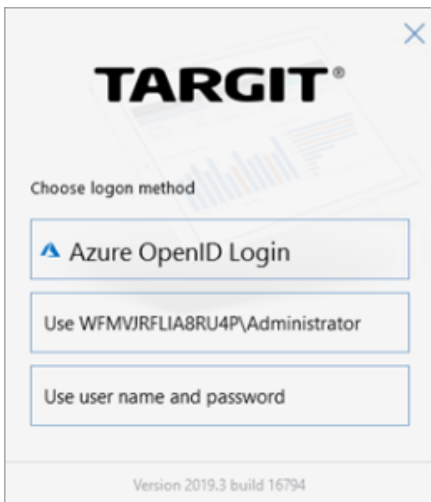 TARGIT®
Choose logon method
Azure OpenID Login
Use WFMVJRFLIA8RU4P\Administrator
Use user name and password
Version 2019.3 build 16794